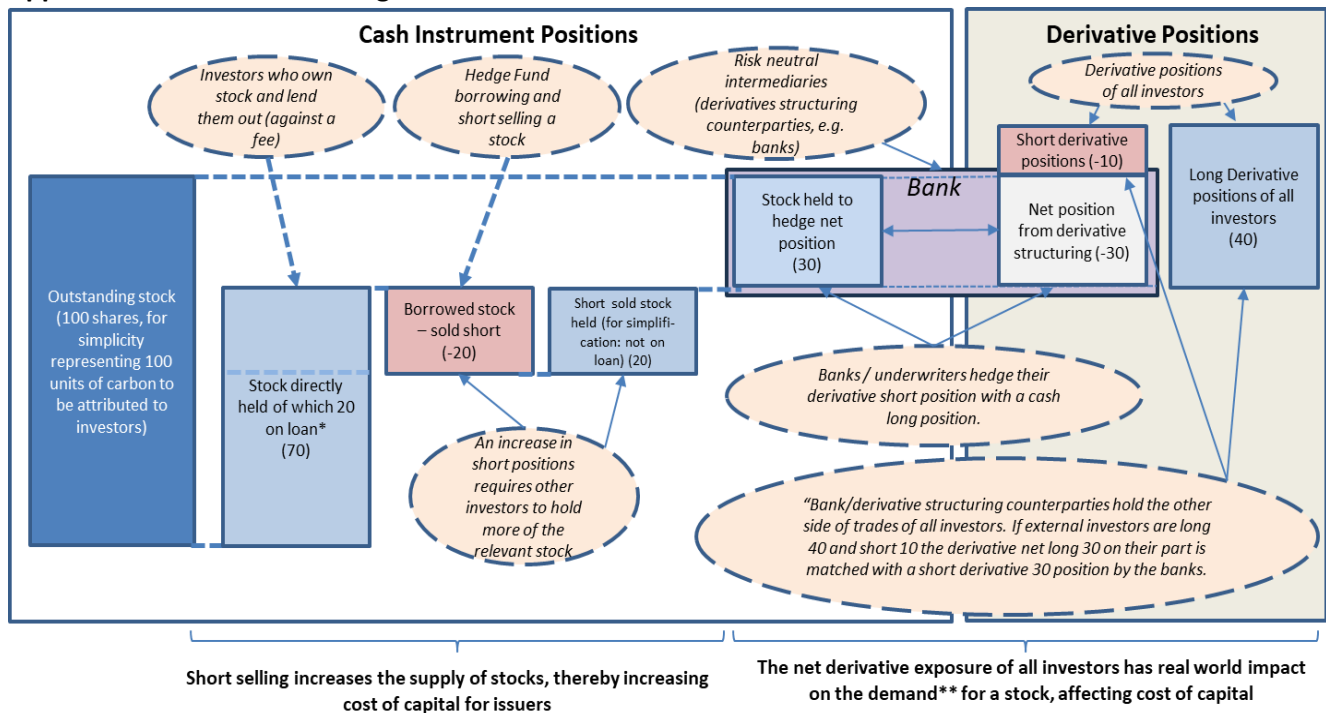 Cash Instrument Positions
Derivative Positions
Investors who own
stock and lend
them out (against a
fee)
Hedge Fund
borrowing and
short selling a
stock
Risk neutral
intermediaries
(derivatives structuring
counterparties, e.g.
banks)
Derivative positions
of all investors
Short derivative
positions (-10)
Long Derivative
positions of all
investors
(40)
Bank
Stock held to
hedge net
position
(30)
Net position
from derivative
structuring (-30)
Outstanding stock
(100 shares, for
simplicity
representing 100
units of carbon to
be attributed to
investors)
Stock directly
held of which 20
on loan*
(70)
Borrowed stock
– sold short
(-20)
Short sold stock
held (for simplifi-
cation: not on
loan) (20)
Banks / underwriters hedge their
derivative short position with a cash
long position.
An increase in
short positions
requires other
investors to hold
more of the
relevant stock
“Bank/derivative structuring counterparties hold the other
side of trades of all investors. If external investors are long
40 and short 10 the derivative net long 30 on their part is
matched with a short derivative 30 position by the banks.
Short selling increases the supply of stocks, thereby increasing
cost of capital for issuers
The net derivative exposure of all investors has real world impact
on the demand** for a stock, affecting cost of capital